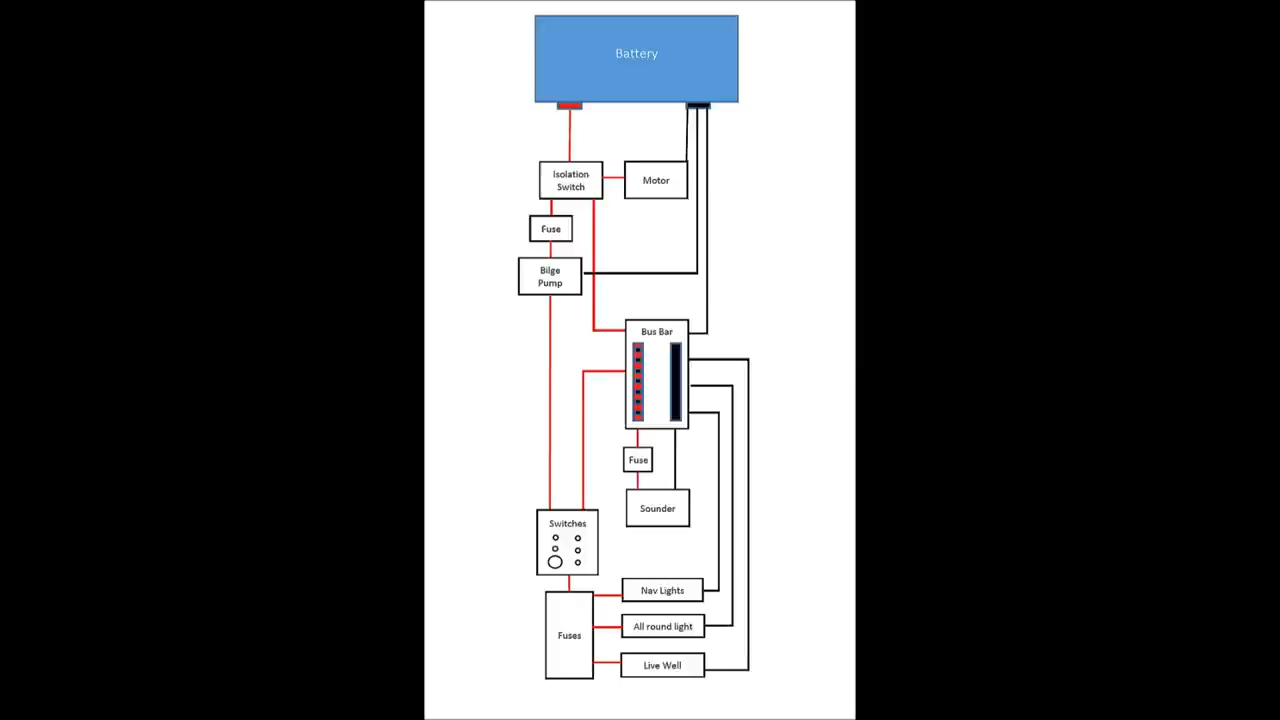 Battery
Isolation
Switch
Motor
Fuse
Bilge
Pump
Bus Bar
Fuse
Sounder
Switches
Nav Lights
All round light
Fuses
Live Well